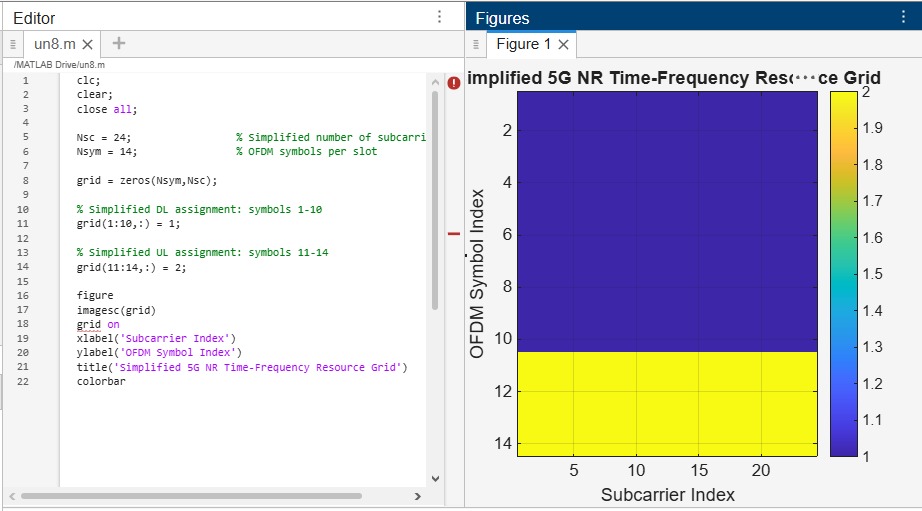 Editor
un8.m
/MATLAB Drive/un8.m
1 clc;
2 clear;
3 close all;
4
5 Nsc = 24; % Simplified number of subcarri
6 Nsym = 14; % OFDM symbols per slot
7
8 grid = zeros(Nsym,Nsc);
9
10 % Simplified DL assignment: symbols 1-10
11 grid(1:10,:) = 1;
12
13 % Simplified UL assignment: symbols 11-14
14 grid(11:14,:) = 2;
15
16 figure
17 imagesc(grid)
18 grid on
19 xlabel('Subcarrier Index')
20 ylabel('OFDM Symbol Index')
21 title('Simplified 5G NR Time-Frequency Resource Grid')
22 colorbar
Figures
Figure 1
implified 5G NR Time-Frequency Resc···ce Grid
OFDM Symbol Index
2
4
6
8
10
12
14
5 10 15 20
Subcarrier Index
2
1.9
1.8
1.7
1.6
1.5
1.4
1.3
1.2
1.1
1